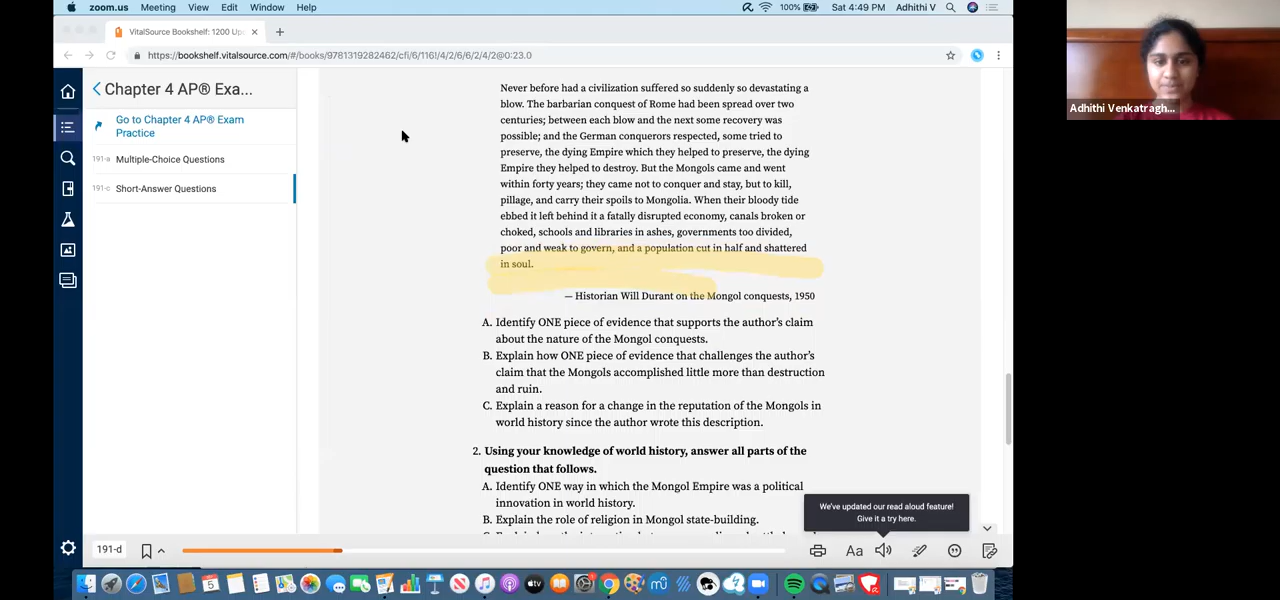 zoom.us Meeting View Edit Window Help 100% Sat 4:49 PM Adhithi V
VitalSource Bookshelf: 1200 Up
https://bookshelf.vitalsource.com/#/books/9781319282462/cfi/6/116!/4/2/6/6/2/4/2@0:23.0
Chapter 4 AP® Exa...
Go to Chapter 4 AP® Exam
Practice
191-a Multiple-Choice Questions
191-c Short-Answer Questions
Never before had a civilization suffered so suddenly so devastating a
blow. The barbarian conquest of Rome had been spread over two
centuries; between each blow and the next some recovery was
possible; and the German conquerors respected, some tried to
preserve, the dying Empire which they helped to preserve, the dying
Empire they helped to destroy. But the Mongols came and went
within forty years; they came not to conquer and stay, but to kill,
pillage, and carry their spoils to Mongolia. When their bloody tide
ebbed it left behind it a fatally disrupted economy, canals broken or
choked, schools and libraries in ashes, governments too divided,
poor and weak to govern, and a population cut in half and shattered
in soul.
— Historian Will Durant on the Mongol conquests, 1950
A. Identify ONE piece of evidence that supports the author's claim
about the nature of the Mongol conquests.
B. Explain how ONE piece of evidence that challenges the author's
claim that the Mongols accomplished little more than destruction
and ruin.
C. Explain a reason for a change in the reputation of the Mongols in
world history since the author wrote this description.
2. Using your knowledge of world history, answer all parts of the
question that follows.
A. Identify ONE way in which the Mongol Empire was a political
innovation in world history.
B. Explain the role of religion in Mongol state-building.
We've updated our read aloud feature!
Give it a try here.
191-d
Aa
Adhithi Venkatragh...